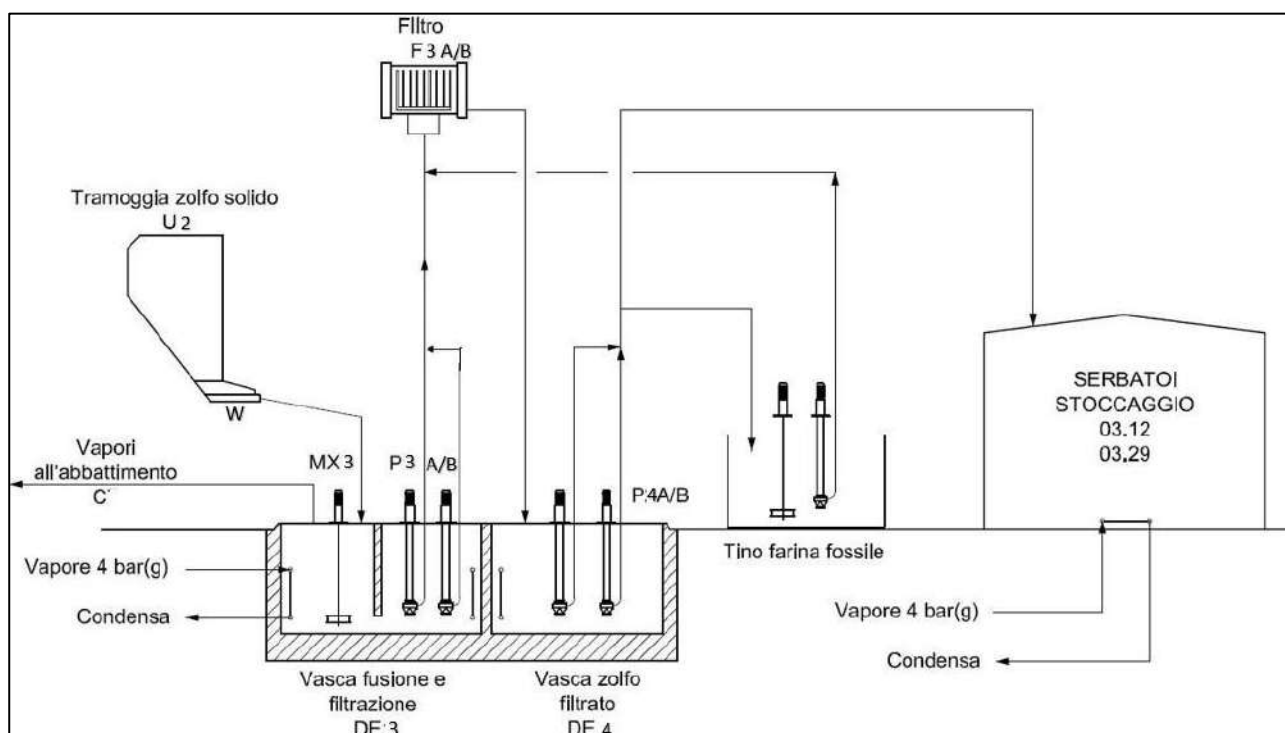 Filtro
F 3 A/B
Tramoggia zolfo solido
U 2
W
Vapori
all'abbattimento
C'
MX 3
P 3
A/B
P.4A/B
SERBATOI
STOCCAGGIO
03.12
03.29
Tino farina fossile
Vapore 4 bar(g)
Condensa
Vapore 4 bar(g)
Condensa
Vasca fusione e
filtrazione
DE:3
Vasca zolfo
filtrato
DE.4